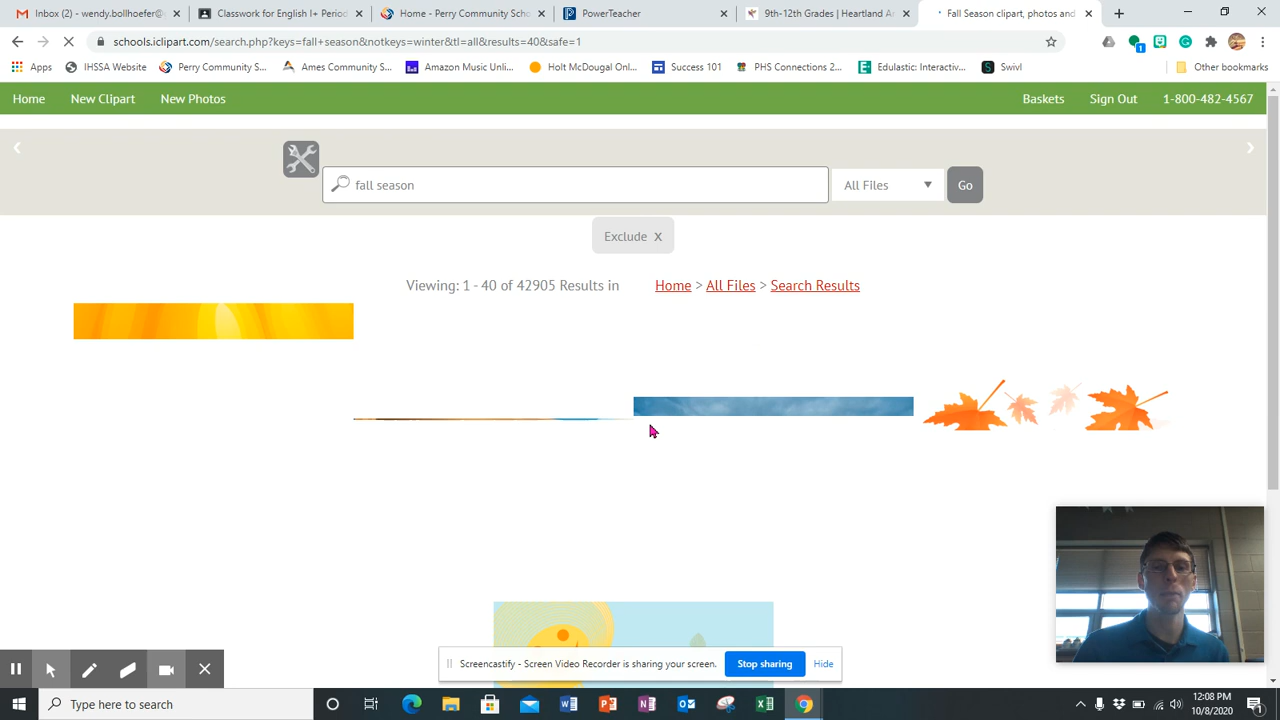 Inbox (20) - wendy.bollhoefer@
Classwork for English I+ Period
Home - Perry Community Sch
PowerTeacher
9th-12th Grades | Heartland A
Fall Season clipart, photos and
schools.iclipart.com/search.php?keys=fall+season&notkeys=winter&tl=all&results=40&safe=1
Apps
IHSSA Website
Perry Community S...
Ames Community S...
Amazon Music Unli...
Holt McDougal Onl...
Success 101
PHS Connections 2...
Edulastic: Interactiv...
Swivl
Other bookmarks
Home
New Clipart
New Photos
Baskets
Sign Out
1-800-482-4567
fall season
All Files
Go
Exclude x
Viewing: 1 - 40 of 42905 Results in Home > All Files > Search Results
Screencastify - Screen Video Recorder is sharing your screen.
Stop sharing
Hide
Type here to search
12:08 PM
10/8/2020